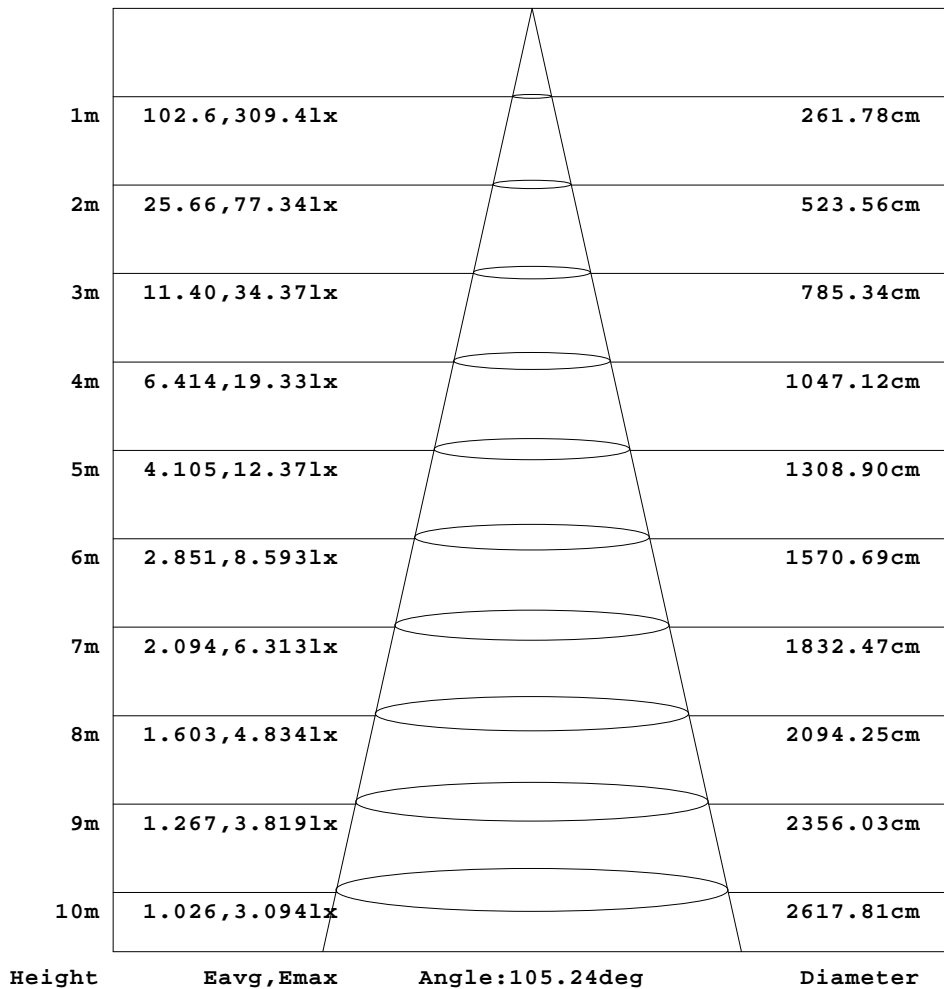 1m 102.6,309.4lx 261.78cm
2m 25.66,77.34lx 523.56cm
3m 11.40,34.37lx 785.34cm
4m 6.414,19.33lx 1047.12cm
5m 4.105,12.37lx 1308.90cm
6m 2.851,8.593lx 1570.69cm
7m 2.094,6.313lx 1832.47cm
8m 1.603,4.834lx 2094.25cm
9m 1.267,3.819lx 2356.03cm
10m 1.026,3.094lx 2617.81cm
Height Eavg,Emax Angle:105.24deg Diameter